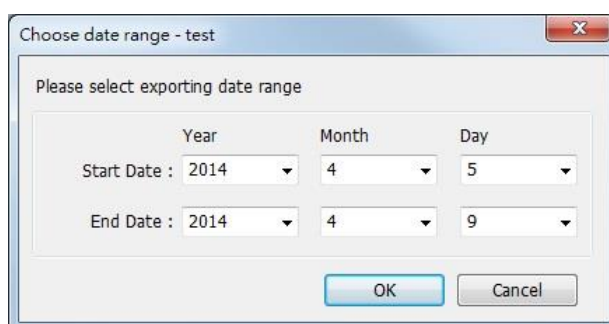 Choose date range - test
Please select exporting date range
Year Month Day
Start Date : 2014 4 5
End Date : 2014 4 9
OK Cancel